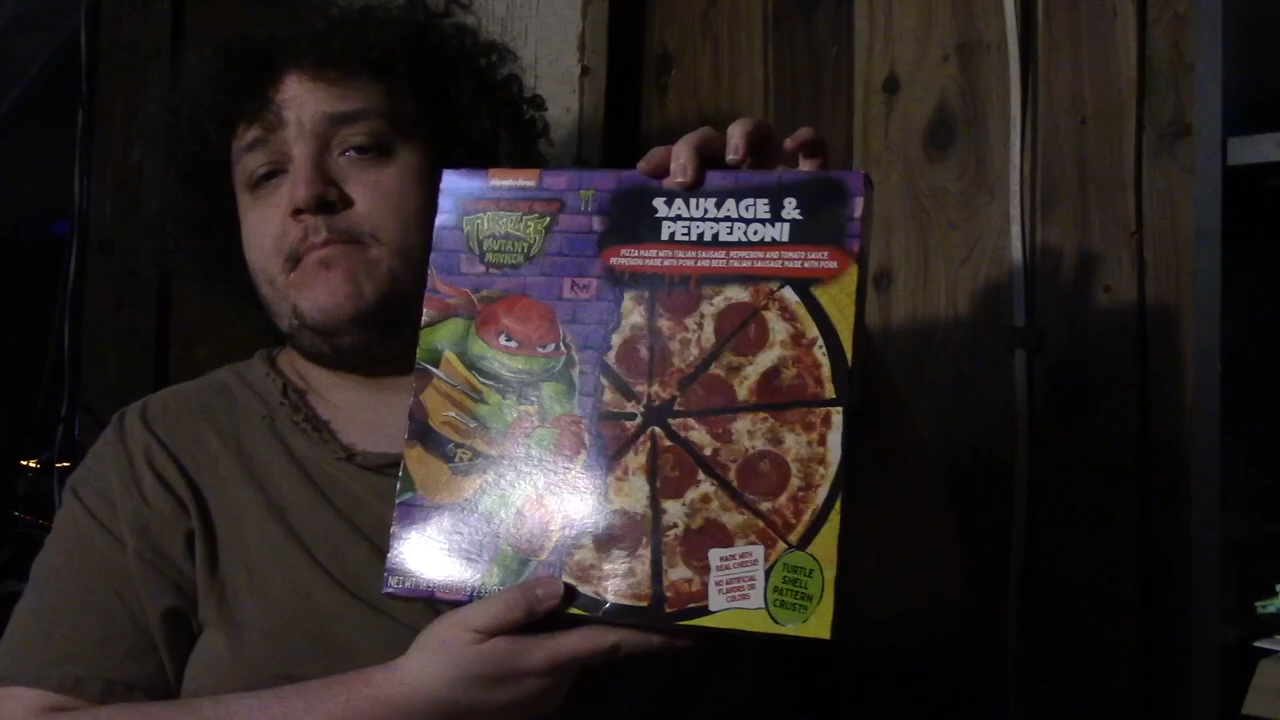 nickelodeon
TURTLES
MUTANT
MAYHEM
SAUSAGE &
PEPPERONI
PIZZA MADE WITH ITALIAN SAUSAGE, PEPPERONI AND TOMATO SAUCE
PEPPERONI MADE WITH PORK AND BEEF, ITALIAN SAUSAGE MADE WITH PORK
R
MADE WITH
REAL CHEESE!
NO ARTIFICIAL
FLAVORS OR
COLORS
TURTLE
SHELL
PATTERN
CRUST!!
NET WT